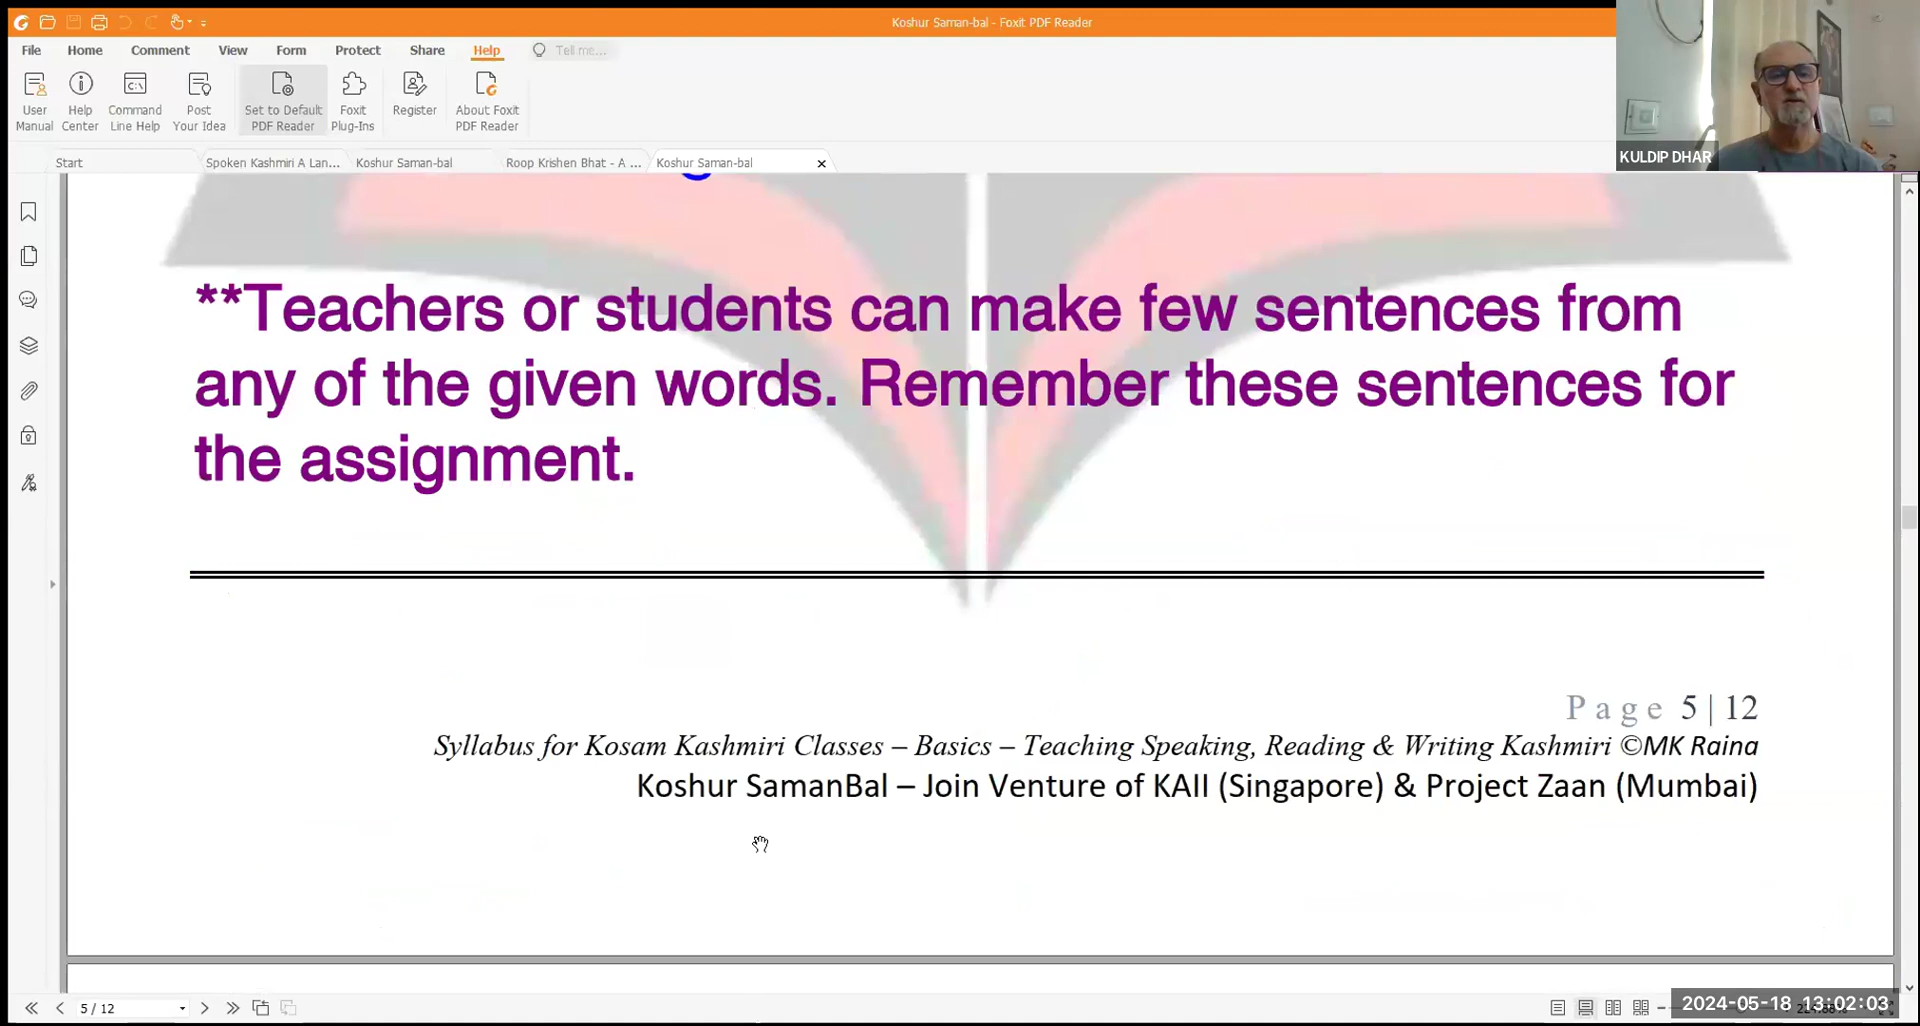 Koshur Saman-bal - Foxit PDF Reader
File Home Comment View Form Protect Share Help Tell me...
User Manual
Help Center
Command Line Help
Post Your Idea
Set to Default PDF Reader
Foxit Plug-Ins
Register
About Foxit PDF Reader
KULDIP DHAR
Start Spoken Kashmiri A Lan... Koshur Saman-bal Roop Krishen Bhat - A ... Koshur Saman-bal
**Teachers or students can make few sentences from
any of the given words. Remember these sentences for
the assignment.
Page 5 | 12
Syllabus for Kosam Kashmiri Classes – Basics – Teaching Speaking, Reading & Writing Kashmiri ©MK Raina
Koshur SamanBal – Join Venture of KAII (Singapore) & Project Zaan (Mumbai)
5 / 12
2024-05-18 13:02:03